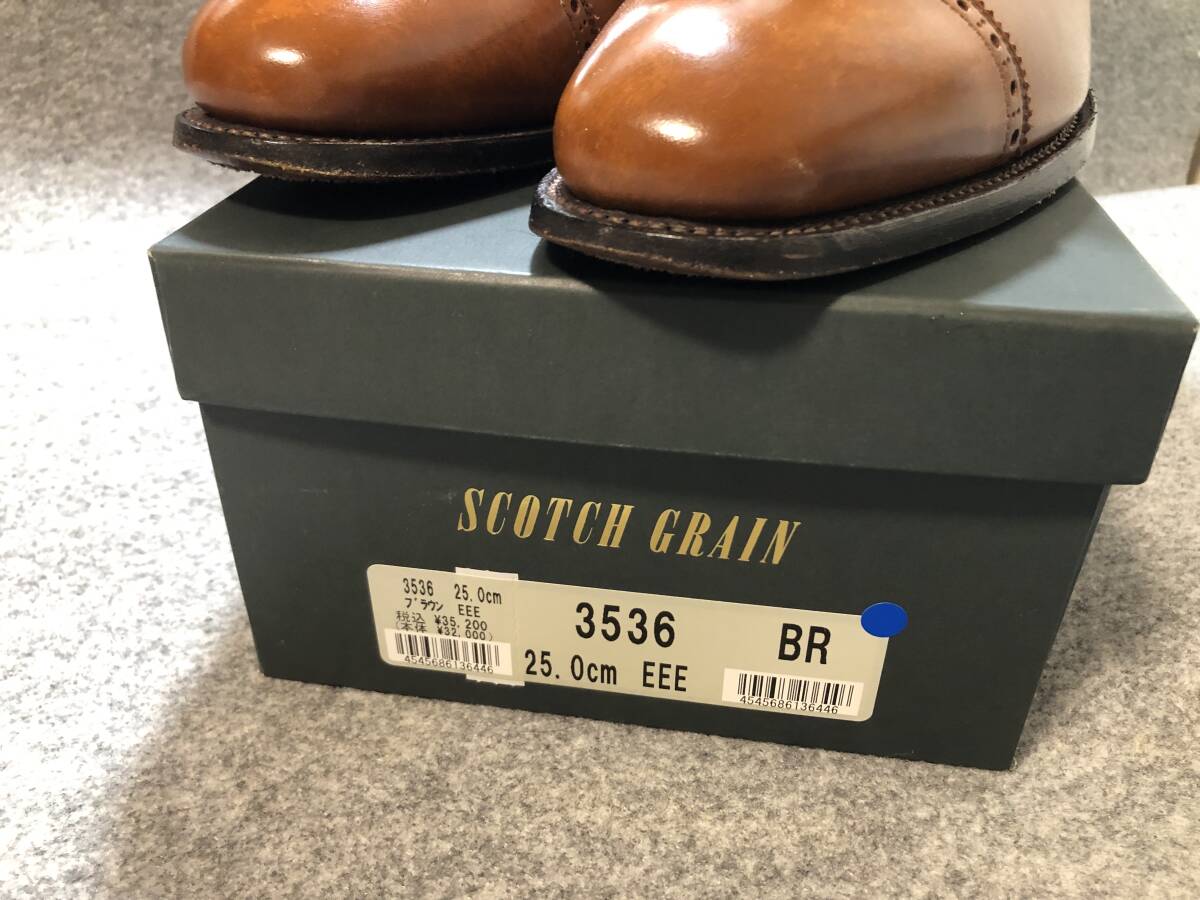 SCOTCH GRAIN
3536 25.0cm
ﾌﾞﾗｳﾝ EEE
税込 ¥35,200
(本体 ¥32,000)
4545686136446
3536 BR
25.0cm EEE
4545686136446